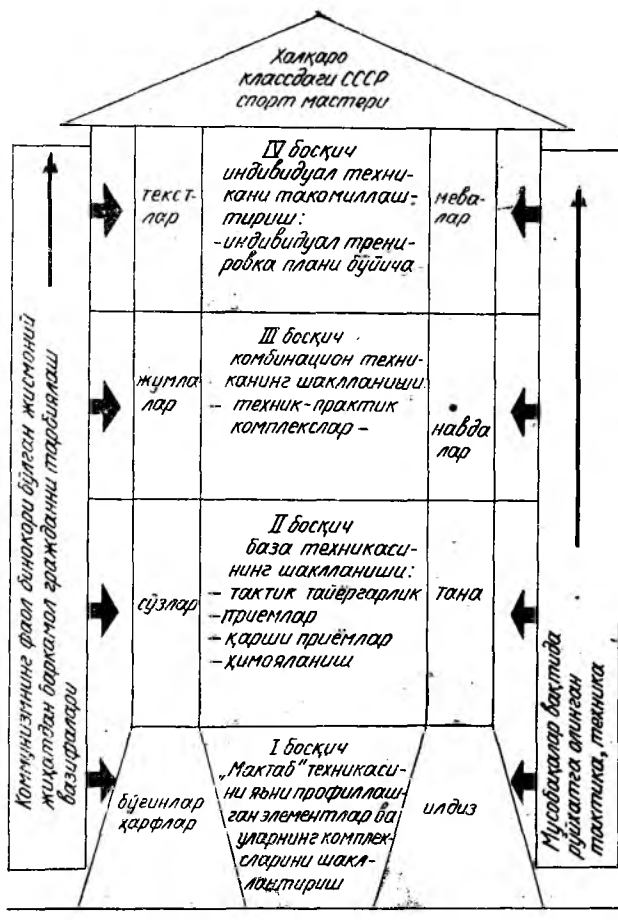 Халқаро
классдаги СССР
спорт мастери
IV босқич
индивидуал техни-
кани такомиллаш-
тириш:
-индивидуал трени-
ровка плани бўйича
текст-
лар
мева-
лар
III босқич
комбинацион техни-
канинг шаклланиши
- техник-практик
комплекслар -
жумла
лар
навда
лар
II босқич
база техникаси-
нинг шаклланиши:
- тактик тайёргарлик
- приемлар
- қарши приёмлар
- ҳимояланиш
сўзлар
тана
I босқич
„Мактаб" техникаси-
ни яъни профиллаш-
ган элементлар ва
уларнинг комплек-
сларини шакл-
лантириш
бўғинлар
ҳарфлар
илдиз
Коммунизмнинг фаол бинокори бўлган жисмоний
жиҳатдан баркамол гражданни тарбиялаш
вазифалари
Мусобақалар вақтида
рўйхатга олинган
тактика, техника